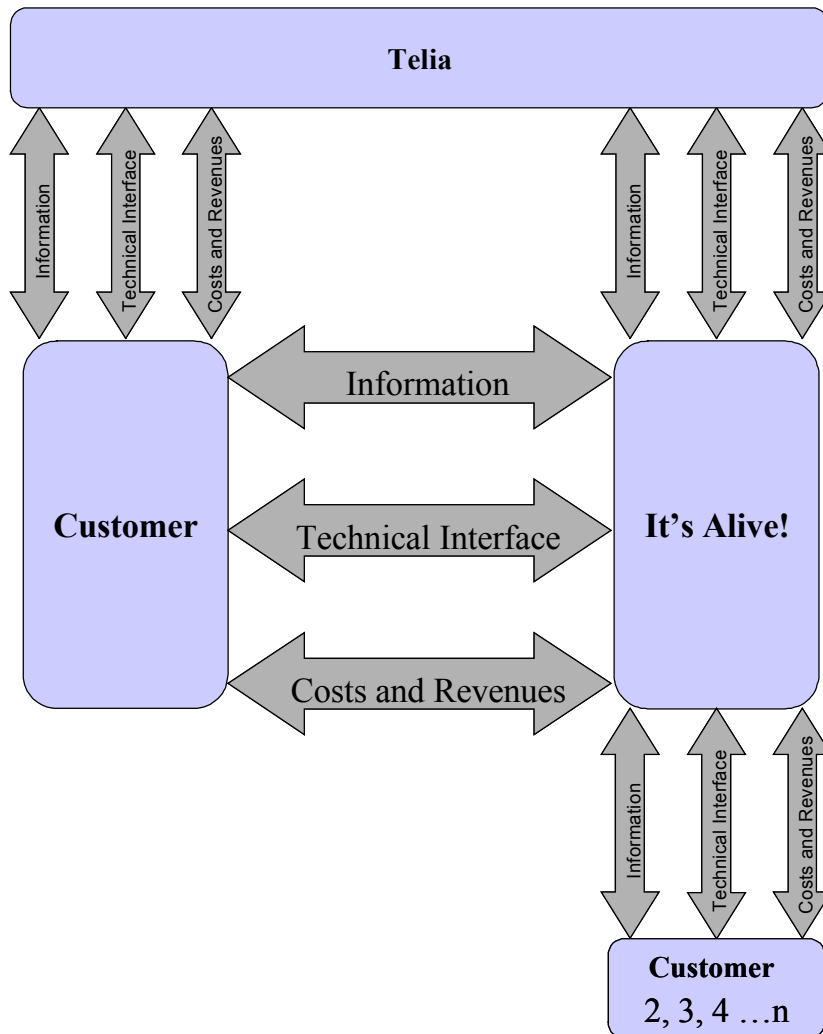 Telia
Information
Technical Interface
Costs and Revenues
Information
Technical Interface
Costs and Revenues
Information
Customer
Technical Interface
It’s Alive!
Costs and Revenues
Information
Technical Interface
Costs and Revenues
Customer
2, 3, 4 …n